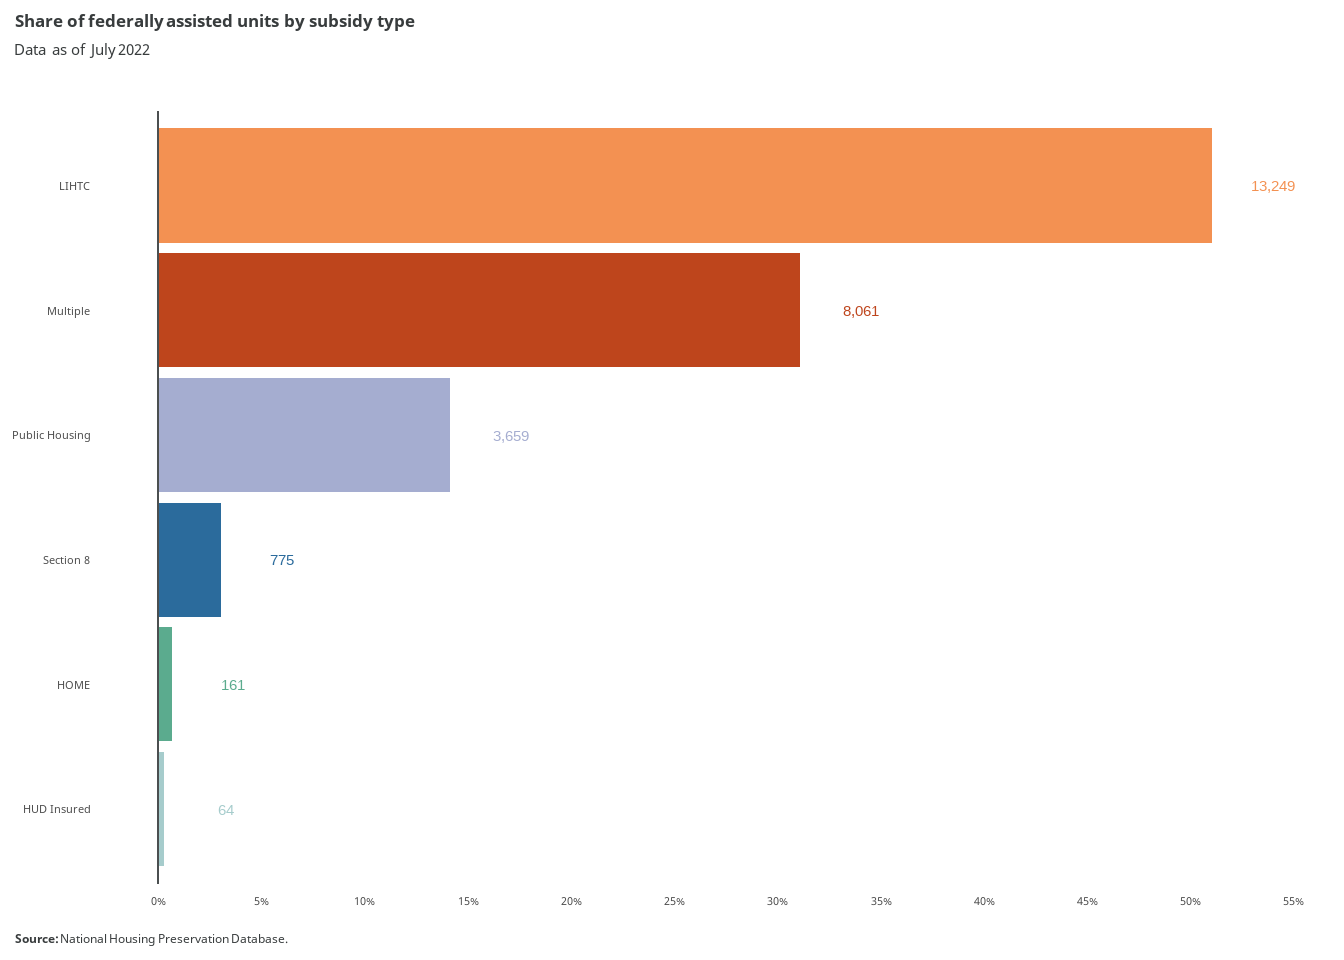 Share of federally assisted units by subsidy type
Data as of July 2022
LIHTC
13,249
Multiple
8,061
Public Housing
3,659
Section 8
775
HOME
161
HUD Insured
64
0% 5% 10% 15% 20% 25% 30% 35% 40% 45% 50% 55%
Source: National Housing Preservation Database.